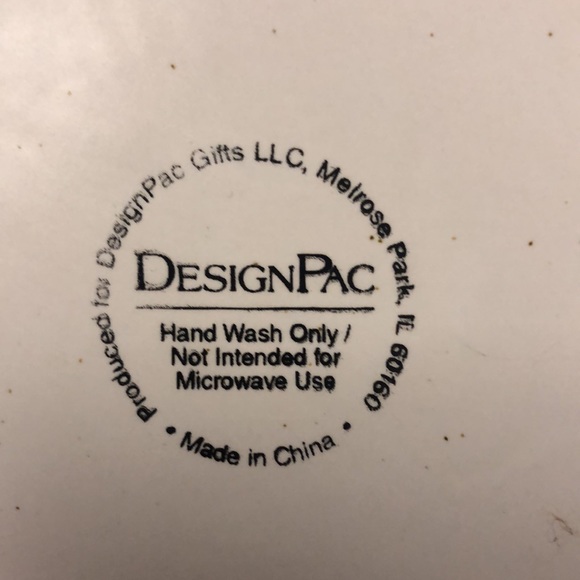 Produced for DesignPac Gifts LLC, Melrose Park, IL 60160
DESIGNPAC
Hand Wash Only /
Not Intended for
Microwave Use
• Made in China •